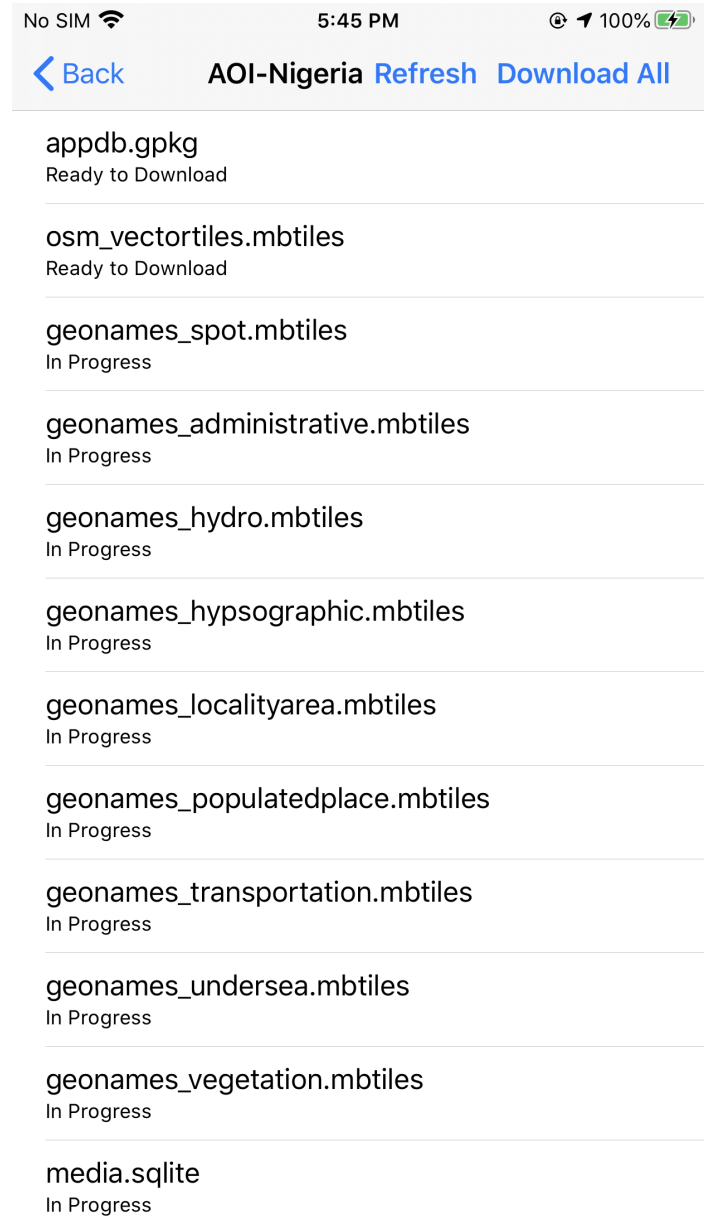 No SIM 5:45 PM 100%
Back AOI-Nigeria Refresh Download All
appdb.gpkg
Ready to Download
osm_vectortiles.mbtiles
Ready to Download
geonames_spot.mbtiles
In Progress
geonames_administrative.mbtiles
In Progress
geonames_hydro.mbtiles
In Progress
geonames_hypsographic.mbtiles
In Progress
geonames_localityarea.mbtiles
In Progress
geonames_populatedplace.mbtiles
In Progress
geonames_transportation.mbtiles
In Progress
geonames_undersea.mbtiles
In Progress
geonames_vegetation.mbtiles
In Progress
media.sqlite
In Progress